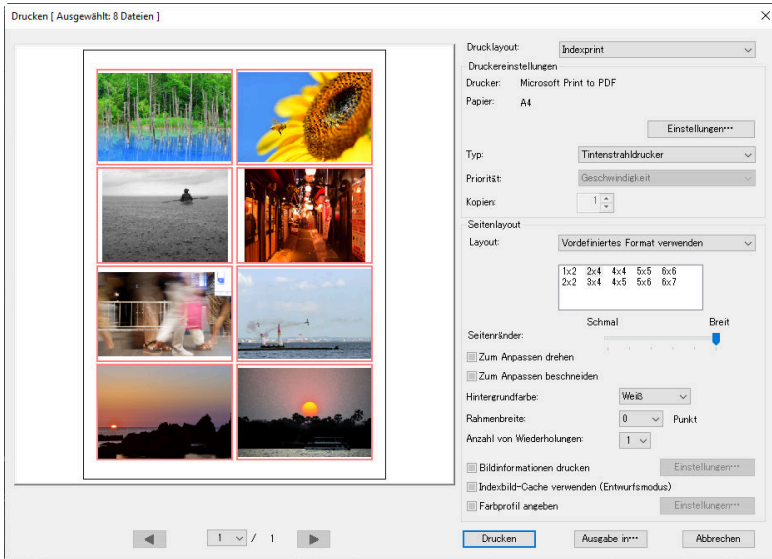 Drucken [ Ausgewählt: 8 Dateien ]
Drucklayout: Indexprint
Druckereinstellungen
Drucker: Microsoft Print to PDF
Papier: A4
Einstellungen...
Typ: Tintenstrahldrucker
Priorität: Geschwindigkeit
Kopien: 1
Seitenlayout
Layout: Vordefiniertes Format verwenden
1x2 2x4 4x4 5x5 6x6
2x2 3x4 4x5 5x6 6x7
Schmal Breit
Seitenränder:
Zum Anpassen drehen
Zum Anpassen beschneiden
Hintergrundfarbe: Weiß
Rahmenbreite: 0 Punkt
Anzahl von Wiederholungen: 1
Bildinformationen drucken Einstellungen...
Indexbild-Cache verwenden (Entwurfsmodus)
Farbprofil angeben Einstellungen...
1 / 1
Drucken Ausgabe in... Abbrechen